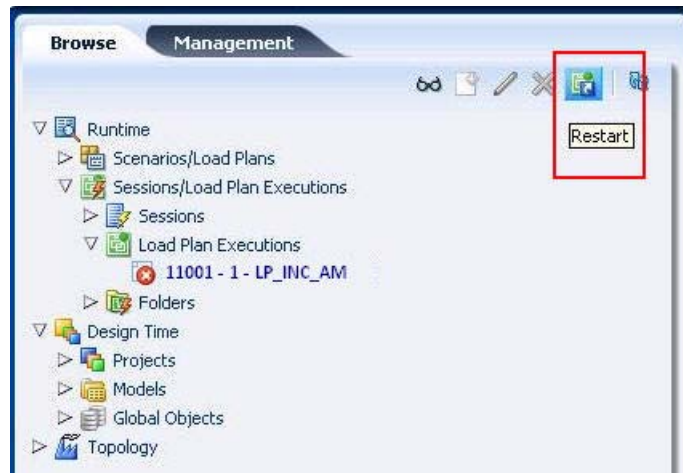 Browse
Management
Restart
Runtime
Scenarios/Load Plans
Sessions/Load Plan Executions
Sessions
Load Plan Executions
11001 - 1 - LP_INC_AM
Folders
Design Time
Projects
Models
Global Objects
Topology